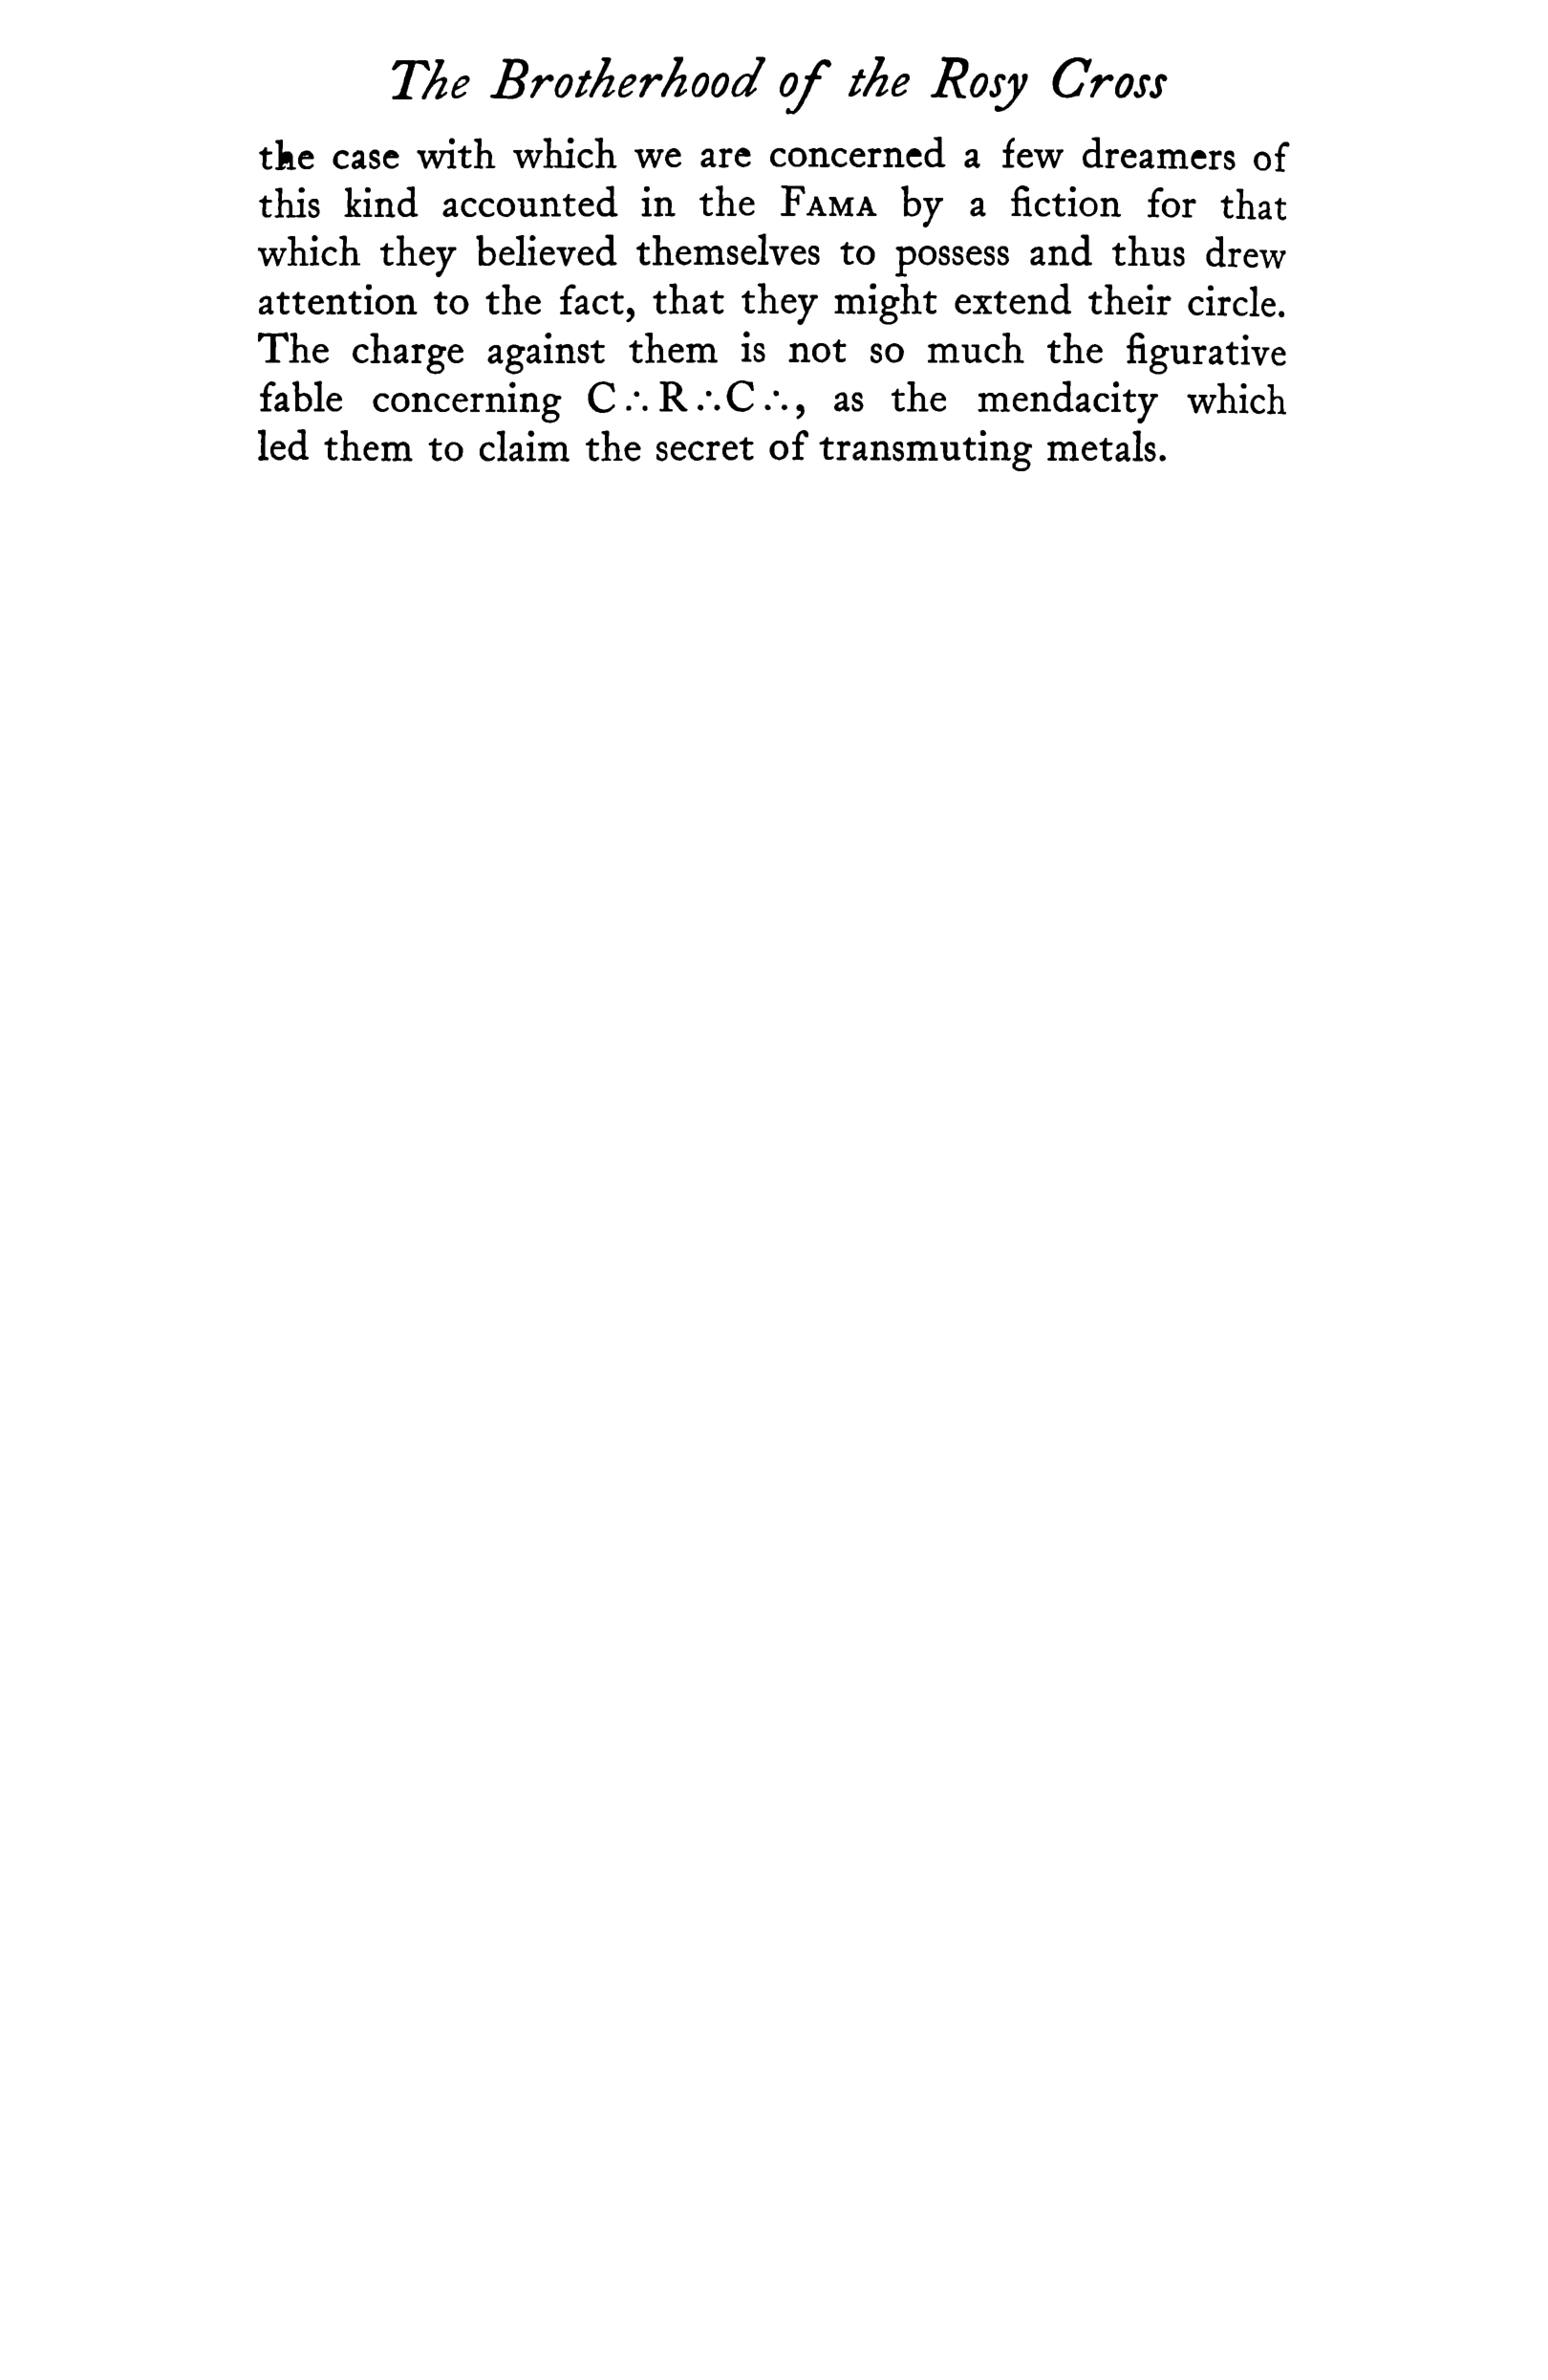 The Brotherhood of the Rosy Cross
the case with which we are concerned a few dreamers of
this kind accounted in the FAMA by a fiction for that
which they believed themselves to possess and thus drew
attention to the fact, that they might extend their circle.
The charge against them is not so much the figurative
fable concerning C∴R∴C∴, as the mendacity which
led them to claim the secret of transmuting metals.